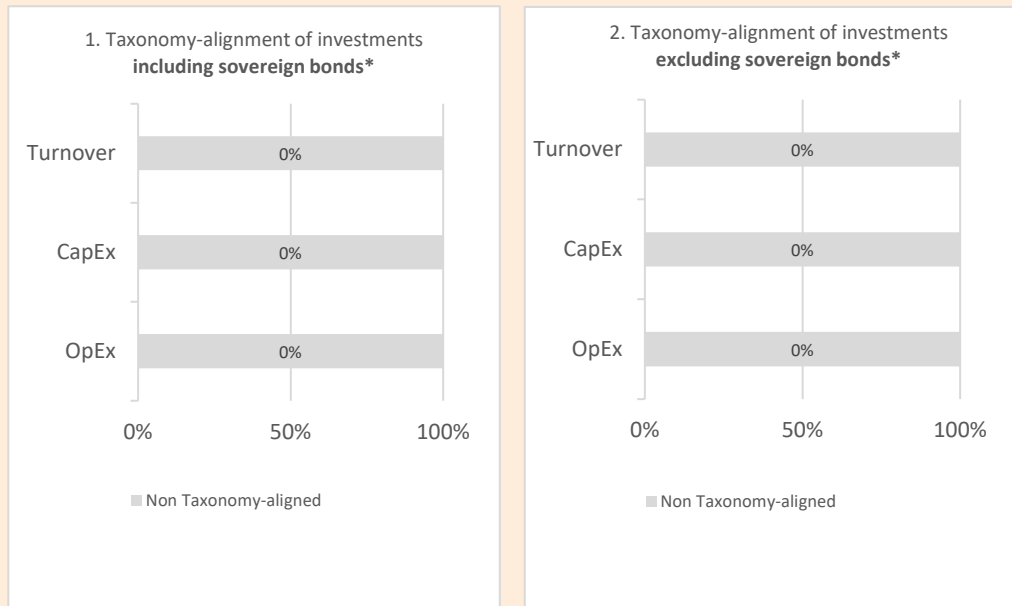 1. Taxonomy-alignment of investments
including sovereign bonds*
Turnover
0%
CapEx
0%
OpEx
0%
0% 50% 100%
Non Taxonomy-aligned
2. Taxonomy-alignment of investments
excluding sovereign bonds*
Turnover
0%
CapEx
0%
OpEx
0%
0% 50% 100%
Non Taxonomy-aligned